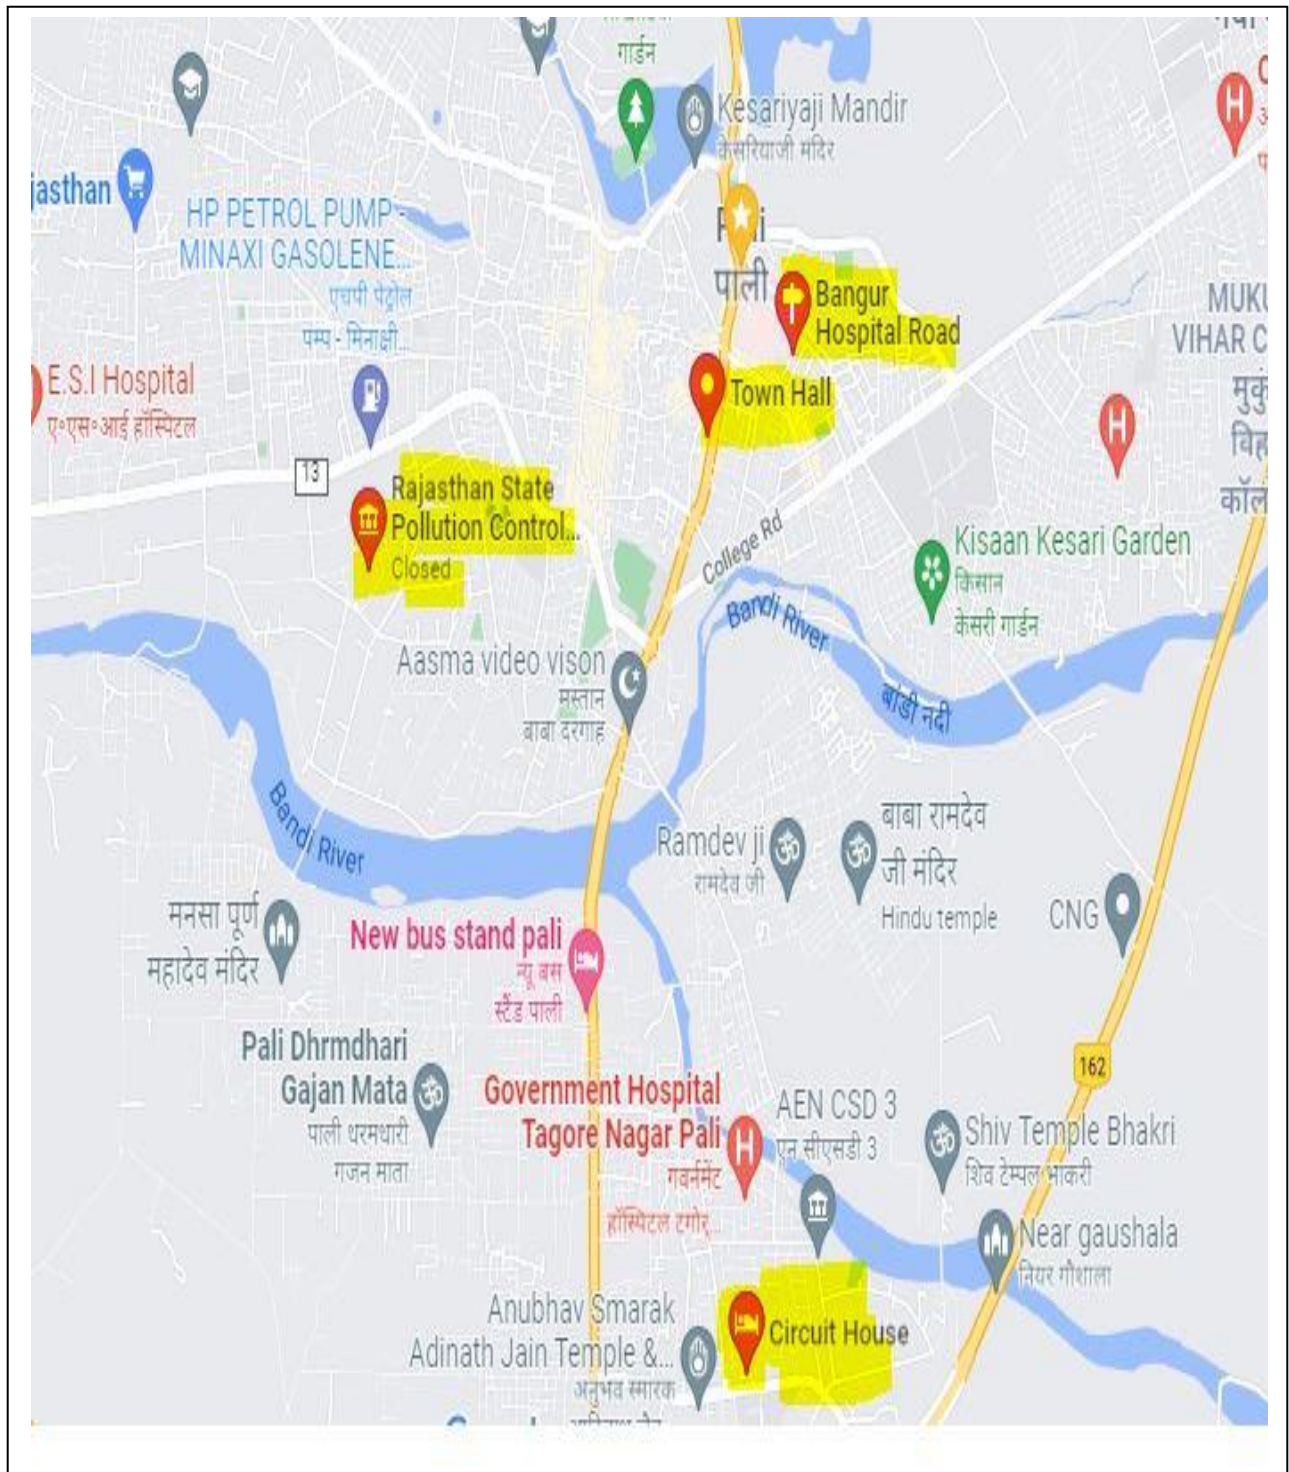 गार्डन
Kesariyaji Mandir
केसरियाजी मंदिर
jasthan
HP PETROL PUMP -
MINAXI GASOLENE...
एचपी पेट्रोल
पम्प - मिनाक्षी...
पाली
Bangur
Hospital Road
MUKU
VIHAR C
मुकुं
विह
कॉल
E.S.I Hospital
ए॰एस॰आई हॉस्पिटल
Town Hall
13
Rajasthan State
Pollution Control...
Closed
College Rd
Kisaan Kesari Garden
किसान
केसरी गार्डन
Bandi River
बांडी नदी
Aasma video vison
मस्तान
बाबा दरगाह
Bandi River
Ramdev ji
रामदेव जी
बाबा रामदेव
जी मंदिर
Hindu temple
CNG
मनसा पूर्ण
महादेव मंदिर
New bus stand pali
न्यू बस
स्टैंड पाली
162
Pali Dhrmdhari
Gajan Mata
पाली धरमधारी
गजन माता
Government Hospital
Tagore Nagar Pali
गवर्नमेंट
हॉस्पिटल टगोर...
AEN CSD 3
एन सीएसडी 3
Shiv Temple Bhakri
शिव टेम्पल भाकरी
Near gaushala
नियर गौशाला
Anubhav Smarak
Adinath Jain Temple &...
अनुभव स्मारक
Circuit House